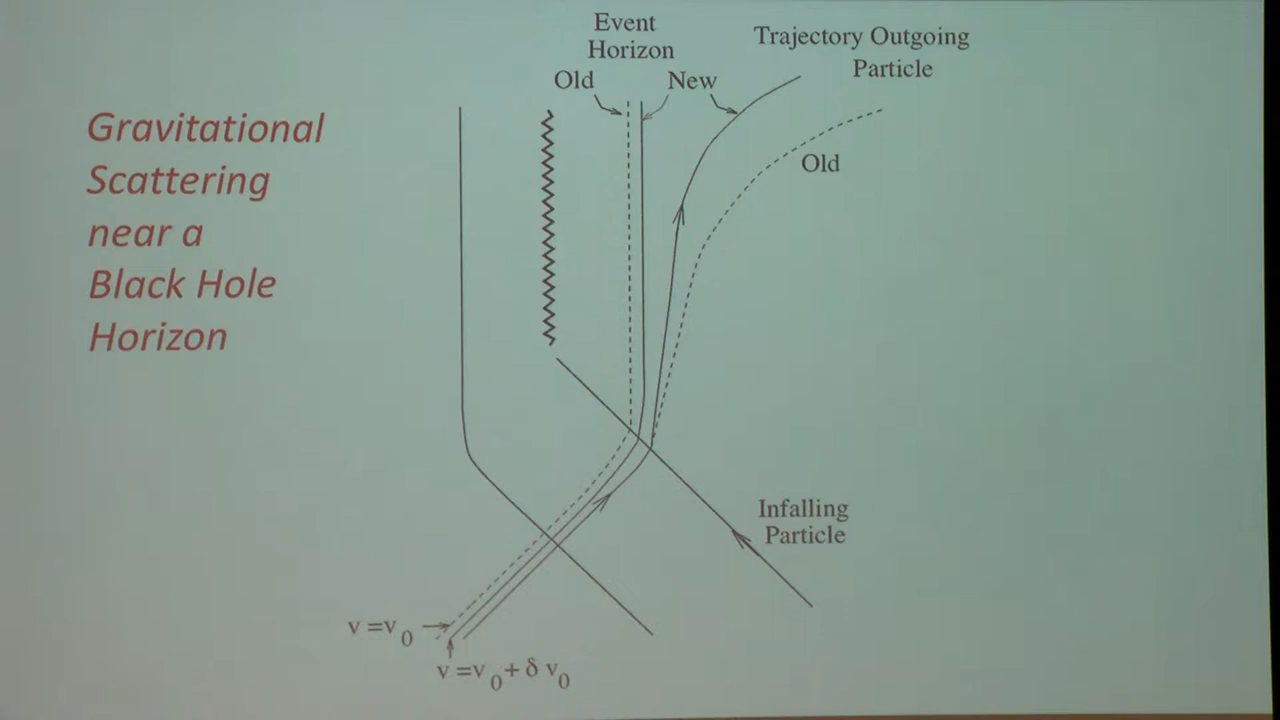 Gravitational
Scattering
near a
Black Hole
Horizon
Event
Horizon
Old
New
Trajectory Outgoing
Particle
Old
Infalling
Particle
v =v₀
v =v₀ + δ v₀